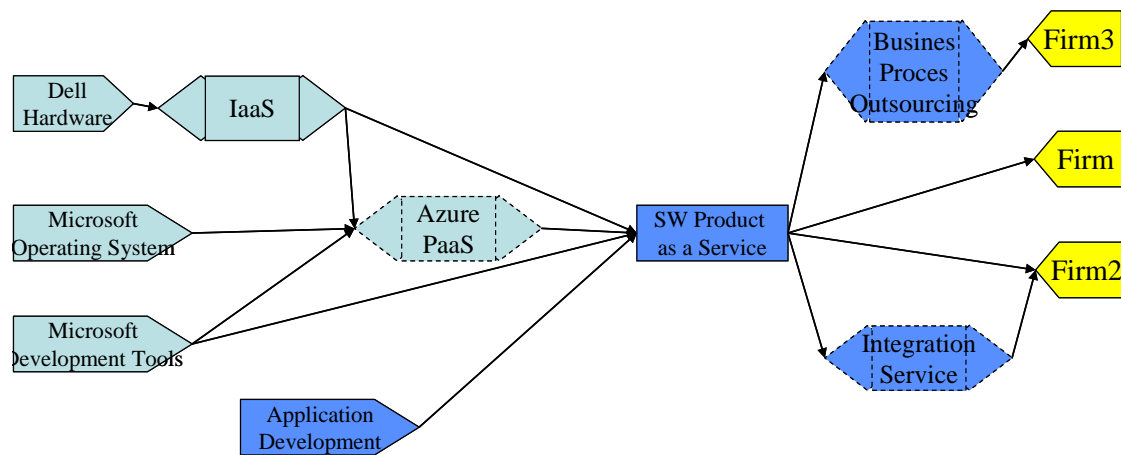 Dell
Hardware
IaaS
Microsoft
Operating System
Azure
PaaS
Microsoft
Development Tools
Application
Development
SW Product
as a Service
Busines
Proces
Outsourcing
Integration
Service
Firm3
Firm
Firm2